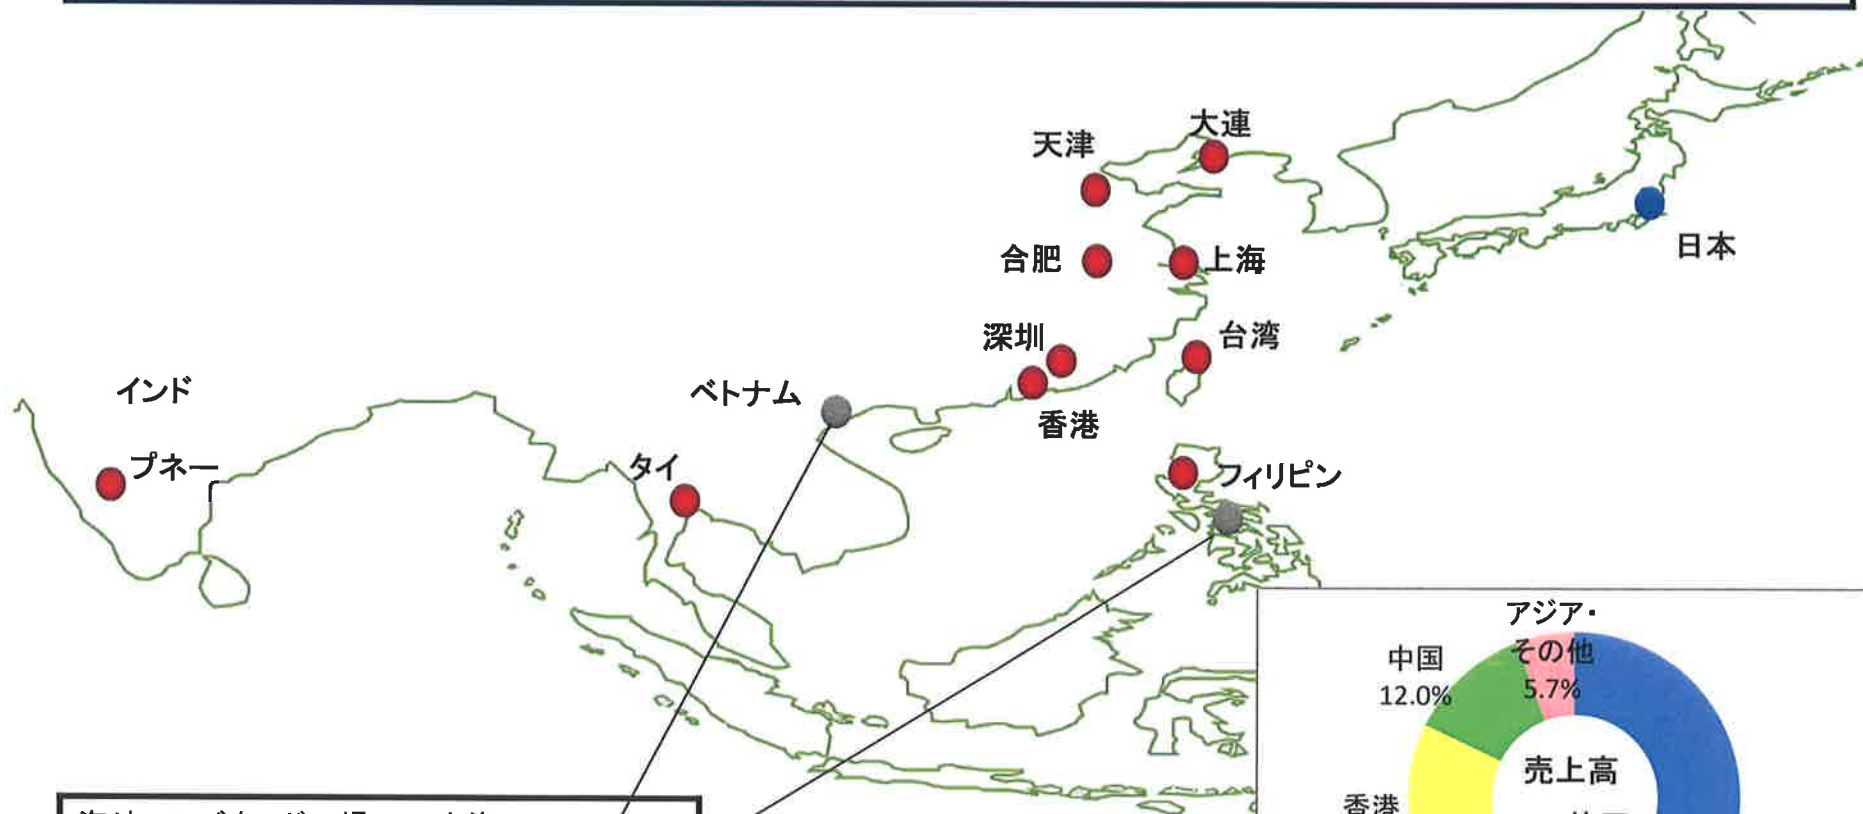 大連
天津
日本
合肥
上海
深圳
台湾
インド
ベトナム
香港
プネー
タイ
フィリピン
アジア・
その他
5.7%
中国
12.0%
売上高
香港